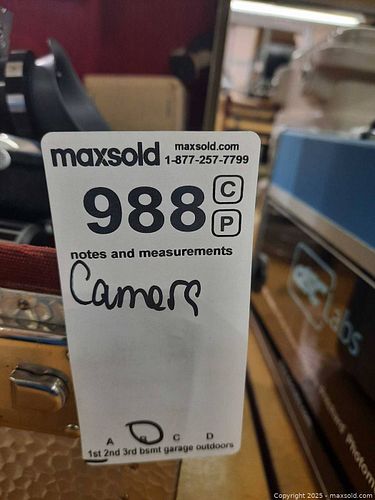 maxsold
maxsold.com
1-877-257-7799
988
C
P
notes and measurements
Camera
A B C D
1st 2nd 3rd bsmt garage outdoors
Labs
Copyright 2025 - maxsold.com